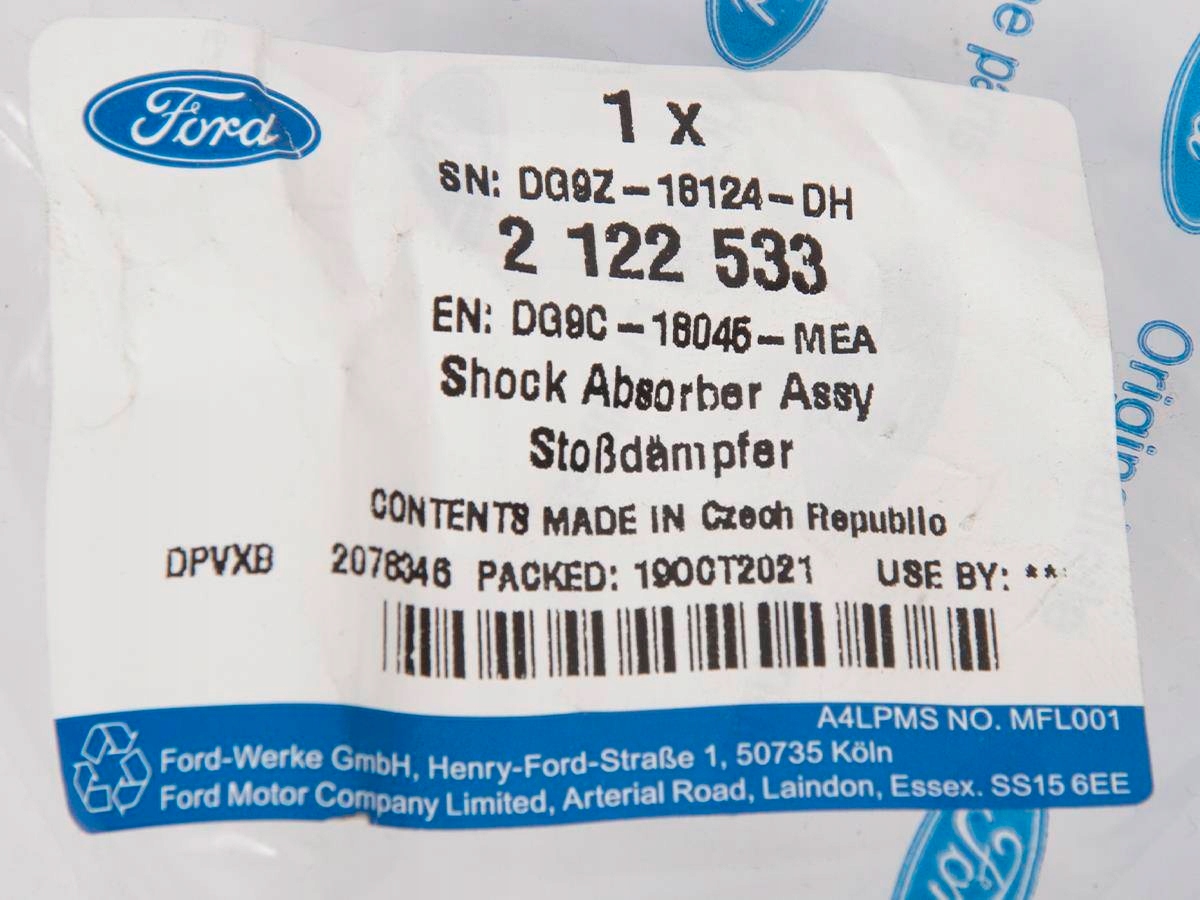 Ford
1 x
SN: DG9Z-18124-DH
2 122 533
EN: DG9C-18045-MEA
Shock Absorber Assy
Stoßdämpfer
CONTENTS MADE IN Czech Republic
DPVXB 2078346 PACKED: 19OCT2021 USE BY: **
A4LPMS NO. MFL001
Ford-Werke GmbH, Henry-Ford-Straße 1, 50735 Köln
Ford Motor Company Limited, Arterial Road, Laindon, Essex. SS15 6EE